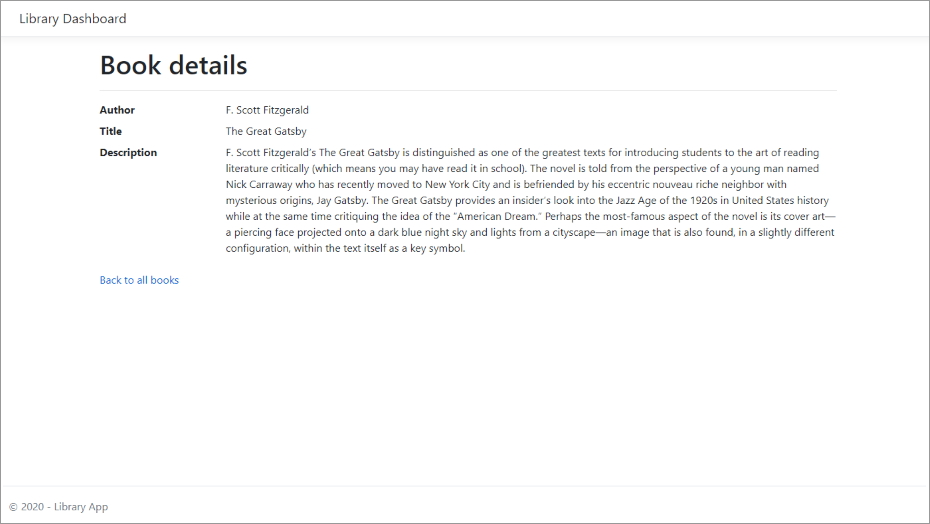 Library Dashboard
Book details
Author F. Scott Fitzgerald
Title The Great Gatsby
Description F. Scott Fitzgerald's The Great Gatsby is distinguished as one of the greatest texts for introducing students to the art of reading
literature critically (which means you may have read it in school). The novel is told from the perspective of a young man named
Nick Carraway who has recently moved to New York City and is befriended by his eccentric nouveau riche neighbor with
mysterious origins, Jay Gatsby. The Great Gatsby provides an insider's look into the Jazz Age of the 1920s in United States history
while at the same time critiquing the idea of the "American Dream." Perhaps the most-famous aspect of the novel is its cover art—
a piercing face projected onto a dark blue night sky and lights from a cityscape—an image that is also found, in a slightly different
configuration, within the text itself as a key symbol.
Back to all books
© 2020 - Library App